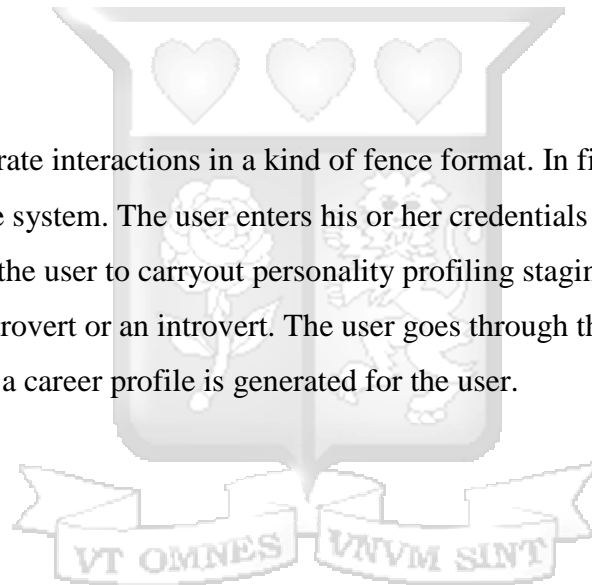 rate interactions in a kind of fence format. In fi
e system. The user enters his or her credentials
the user to carryout personality profiling stagin
rovert or an introvert. The user goes through th
a career profile is generated for the user.
VT OMNES VNVM SINT